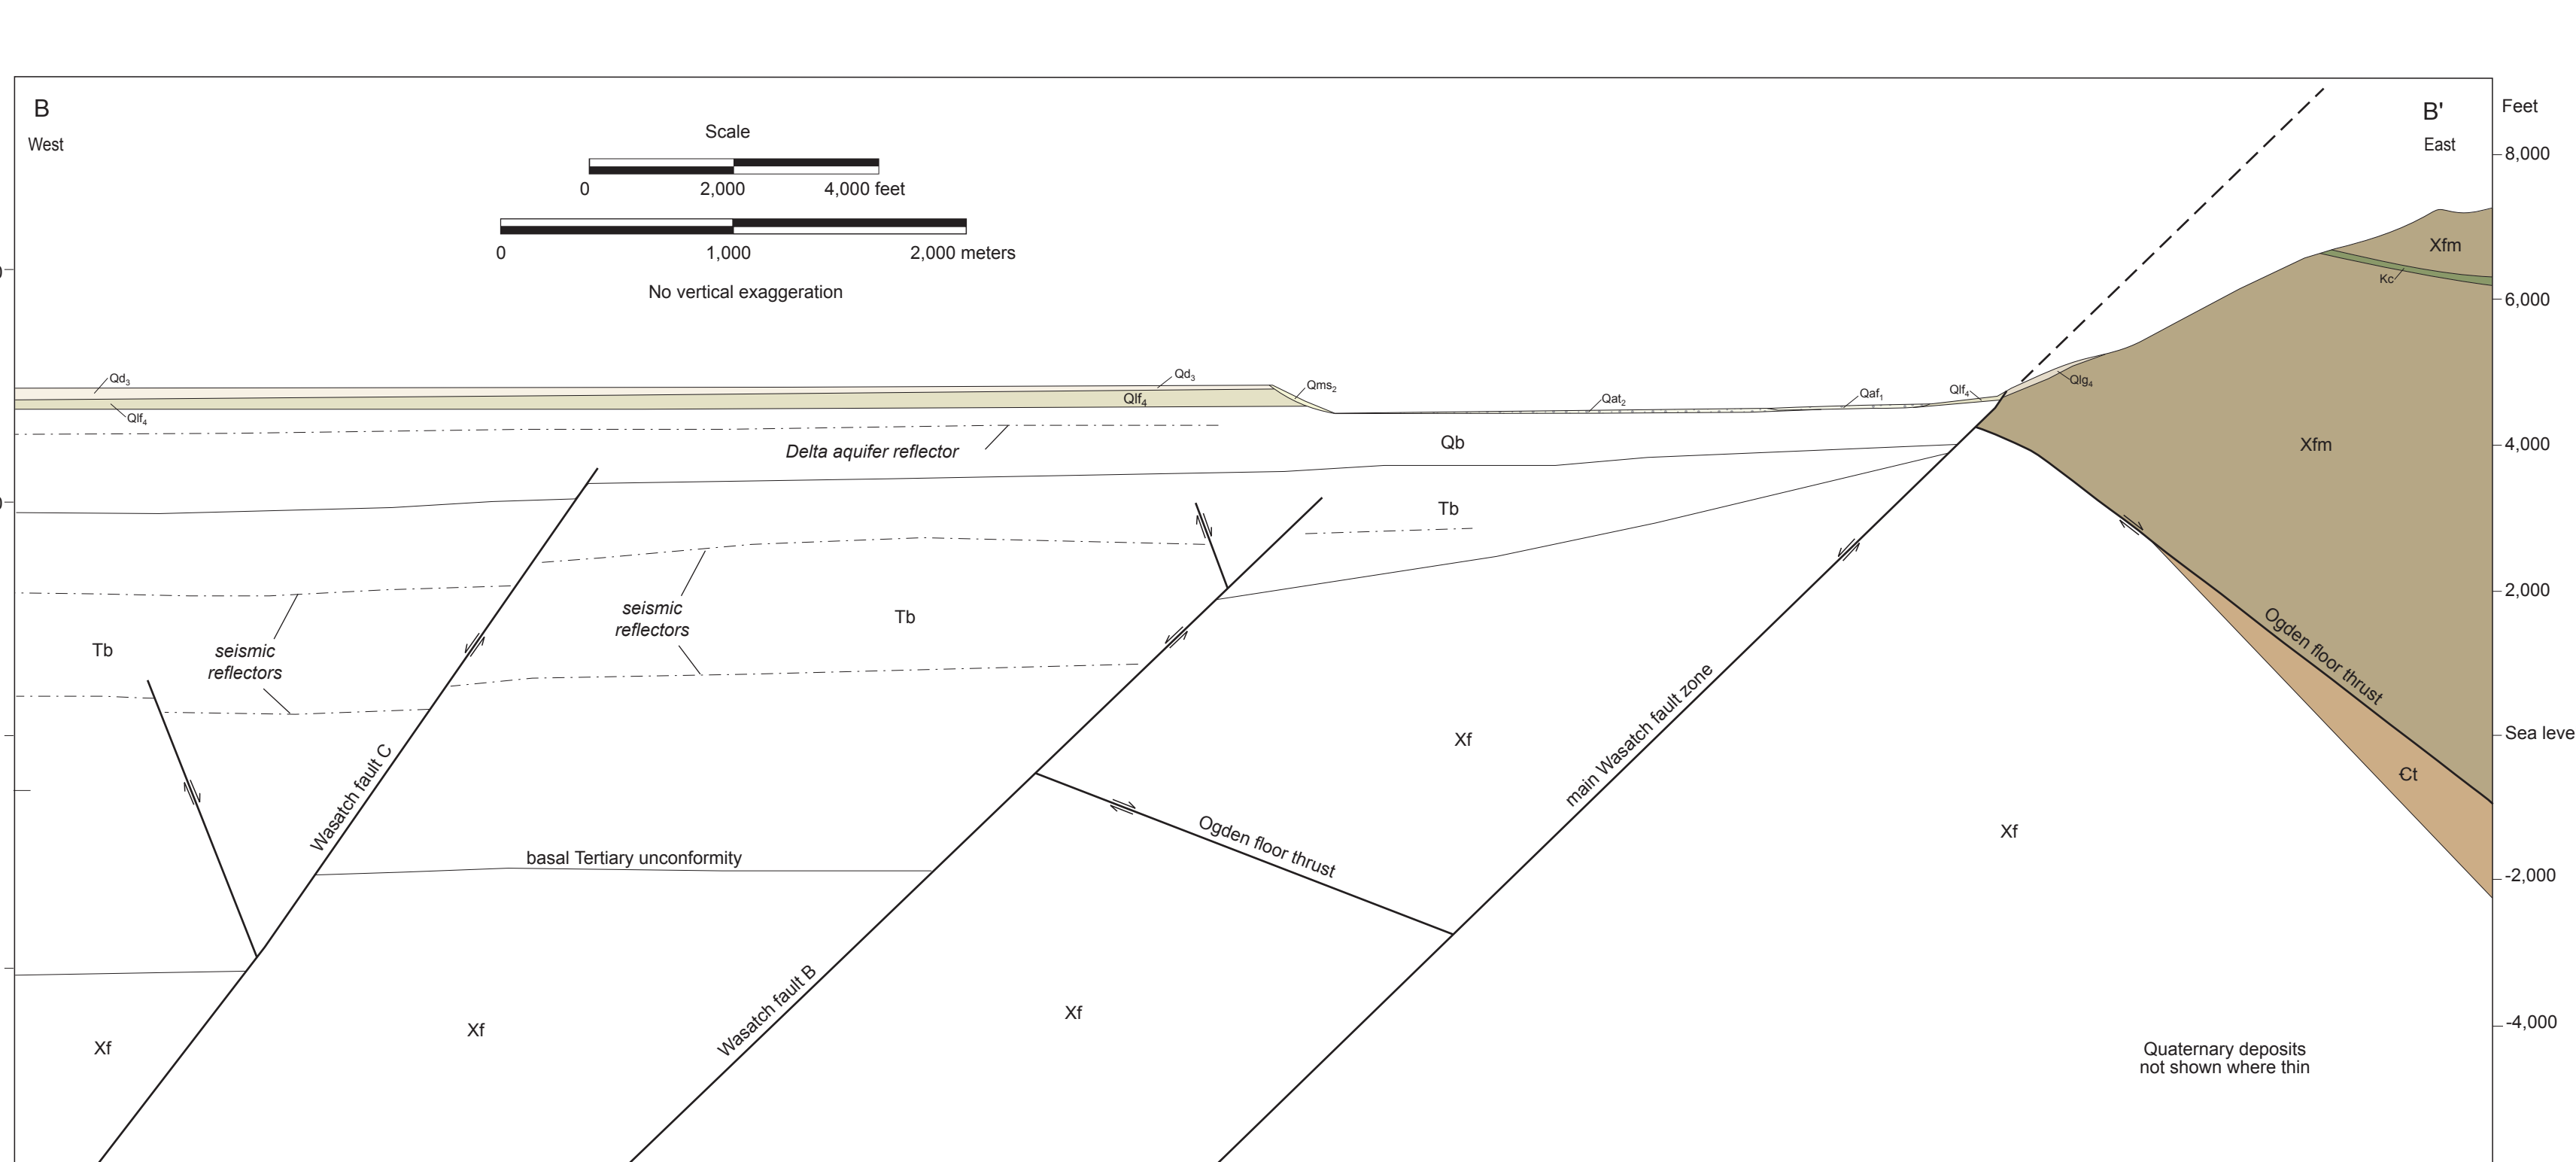 B
B'
Feet
West
East
Scale
8,000
0 2,000 4,000 feet
0 1,000 2,000 meters
No vertical exaggeration
Xfm
Kc
6,000
Qd3
Qd3
Qms2
Qlf4
Qlf4
Qat2
Qaf1
Qlf4
Qlg4
Delta aquifer reflector
Qb
Xfm
4,000
Tb
seismic
reflectors
Tb
Tb
seismic
reflectors
2,000
Ogden floor thrust
main Wasatch fault zone
Xf
Sea leve
Wasatch fault C
Ꞓt
basal Tertiary unconformity
Ogden floor thrust
Xf
-2,000
Wasatch fault B
Xf
Xf
Xf
-4,000
Quaternary deposits
not shown where thin